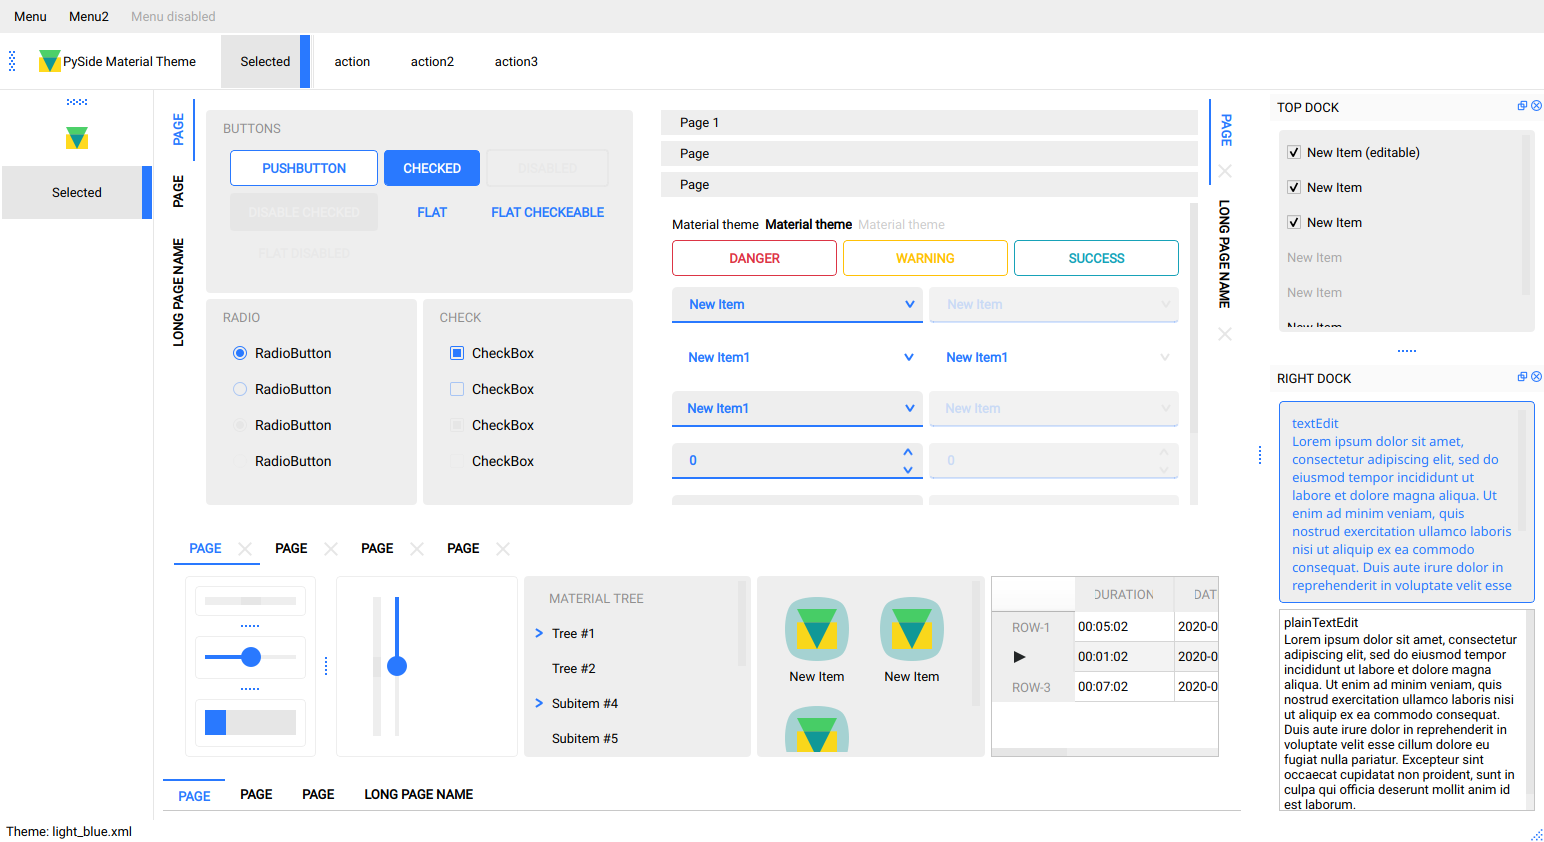 Menu Menu2 Menu disabled
PySide Material Theme Selected action action2 action3
Selected
PAGE
PAGE
LONG PAGE NAME
BUTTONS
PUSHBUTTON CHECKED DISABLED
DISABLE CHECKED FLAT FLAT CHECKEABLE
FLAT DISABLED
RADIO
RadioButton
RadioButton
RadioButton
RadioButton
CHECK
CheckBox
CheckBox
CheckBox
CheckBox
Page 1
Page
Page
Material theme Material theme Material theme
DANGER WARNING SUCCESS
New Item New Item
New Item1 New Item1
New Item1 New Item
0 0
PAGE
LONG PAGE NAME
TOP DOCK
New Item (editable)
New Item
New Item
New Item
New Item
New Item
RIGHT DOCK
textEdit
Lorem ipsum dolor sit amet,
consectetur adipiscing elit, sed do
eiusmod tempor incididunt ut
labore et dolore magna aliqua. Ut
enim ad minim veniam, quis
nostrud exercitation ullamco laboris
nisi ut aliquip ex ea commodo
consequat. Duis aute irure dolor in
reprehenderit in voluptate velit esse
plainTextEdit
Lorem ipsum dolor sit amet, consectetur
adipiscing elit, sed do eiusmod tempor
incididunt ut labore et dolore magna
aliqua. Ut enim ad minim veniam, quis
nostrud exercitation ullamco laboris nisi
ut aliquip ex ea commodo consequat.
Duis aute irure dolor in reprehenderit in
voluptate velit esse cillum dolore eu
fugiat nulla pariatur. Excepteur sint
occaecat cupidatat non proident, sunt in
culpa qui officia deserunt mollit anim id
est laborum.
PAGE PAGE PAGE PAGE
MATERIAL TREE
Tree #1
Tree #2
Subitem #4
Subitem #5
New Item New Item
DURATION DAT
ROW-1 00:05:02 2020-0
00:01:02 2020-0
ROW-3 00:07:02 2020-0
PAGE PAGE PAGE LONG PAGE NAME
Theme: light_blue.xml